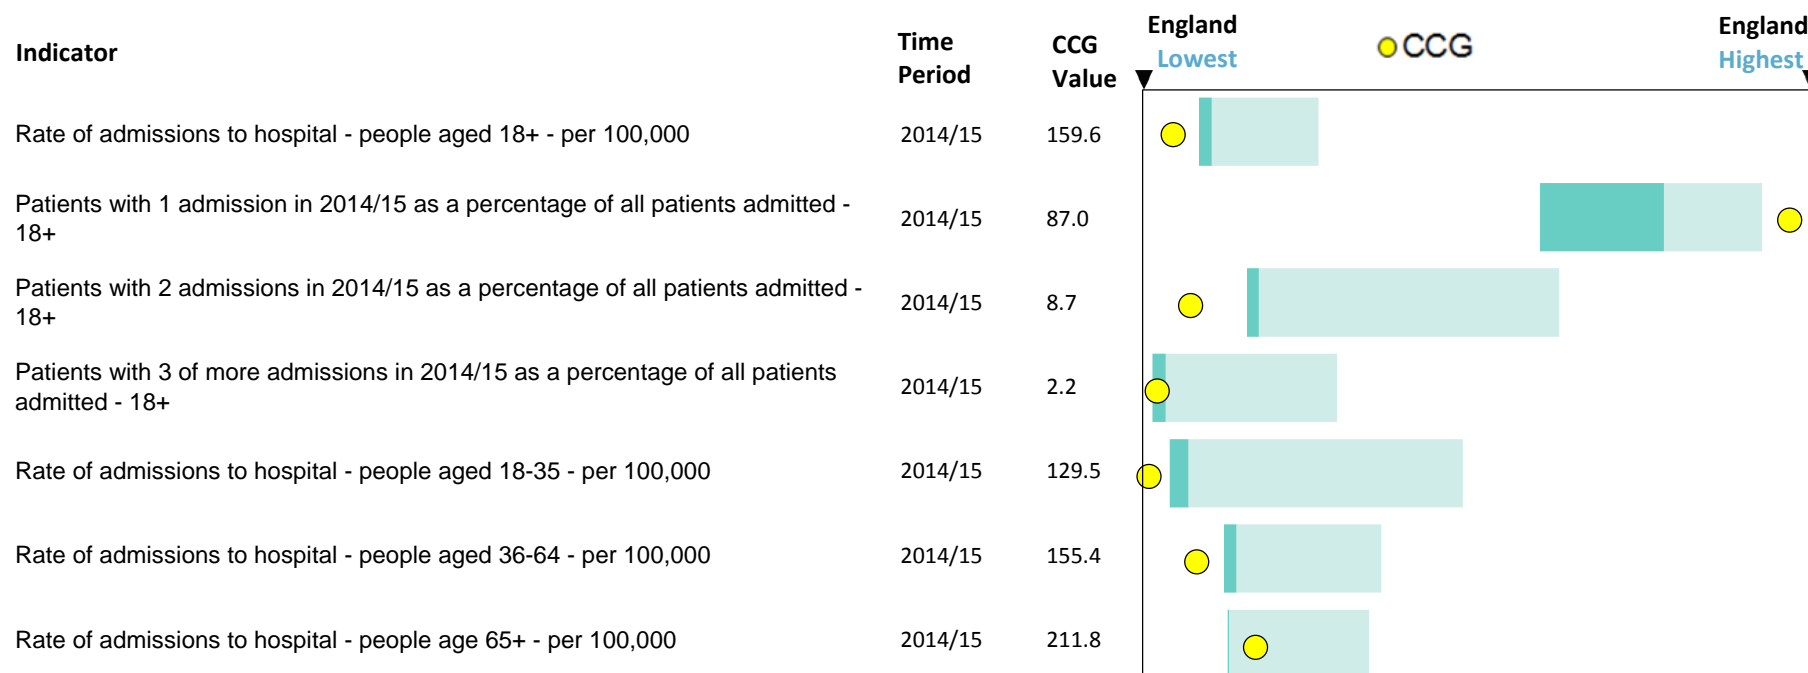 Indicator
Time
Period
CCG
Value
England
Lowest
CCG
England
Highest
Rate of admissions to hospital - people aged 18+ - per 100,000 2014/15 159.6
Patients with 1 admission in 2014/15 as a percentage of all patients admitted -
18+
2014/15 87.0
Patients with 2 admissions in 2014/15 as a percentage of all patients admitted -
18+
2014/15 8.7
Patients with 3 of more admissions in 2014/15 as a percentage of all patients
admitted - 18+
2014/15 2.2
Rate of admissions to hospital - people aged 18-35 - per 100,000 2014/15 129.5
Rate of admissions to hospital - people aged 36-64 - per 100,000 2014/15 155.4
Rate of admissions to hospital - people age 65+ - per 100,000 2014/15 211.8